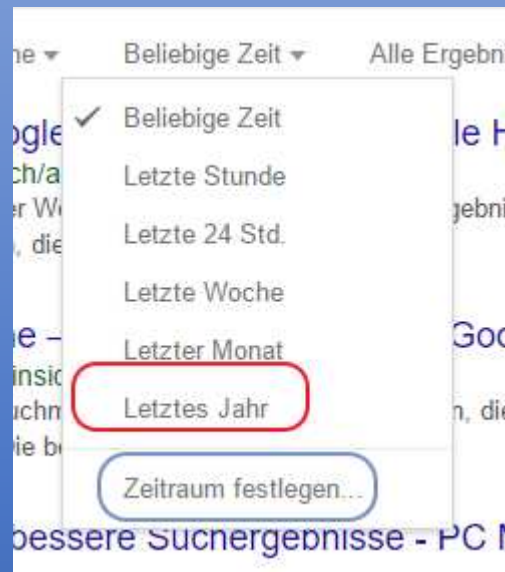 Beliebige Zeit Alle
Beliebige Zeit
Letzte Stunde
Letzte 24 Std.
Letzte Woche
Letzter Monat
Letztes Jahr
die
Zeitraum festlegen...
bessere Suchergebnisse - PC